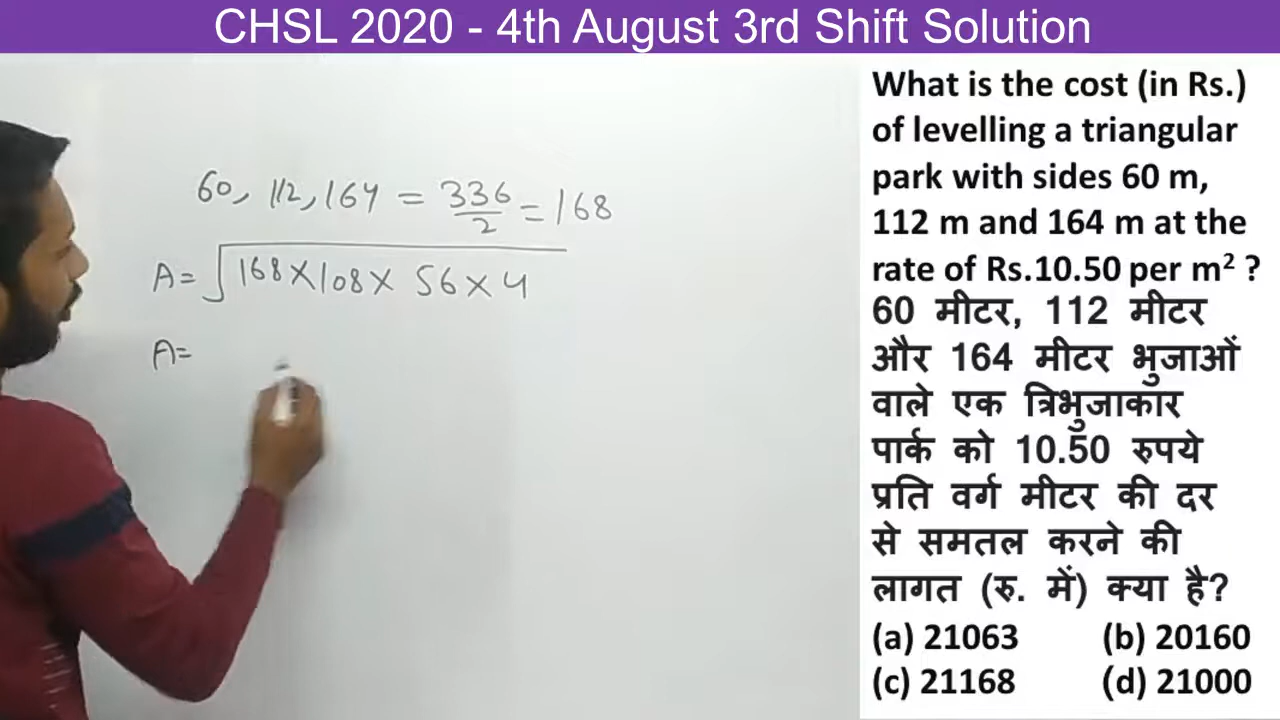 CHSL 2020 - 4th August 3rd Shift Solution
60, 112, 164 = 336/2 = 168
A= √168×108× 56×4
A=
What is the cost (in Rs.)
of levelling a triangular
park with sides 60 m,
112 m and 164 m at the
rate of Rs.10.50 per m² ?
60 मीटर, 112 मीटर
और 164 मीटर भुजाओं
वाले एक त्रिभुजाकार
पार्क को 10.50 रुपये
प्रति वर्ग मीटर की दर
से समतल करने की
लागत (रु. में) क्या है?
(a) 21063 (b) 20160
(c) 21168 (d) 21000